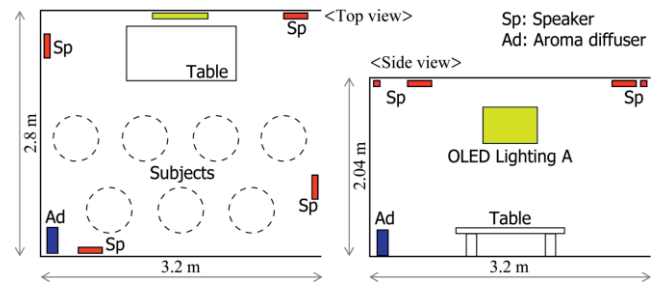 <Top view>
Sp: Speaker
Ad: Aroma diffuser
Sp
Sp
Table
2.8 m
Subjects
Sp
Ad
Sp
3.2 m
<Side view>
Sp
Sp
OLED Lighting A
2.04 m
Ad
Table
3.2 m